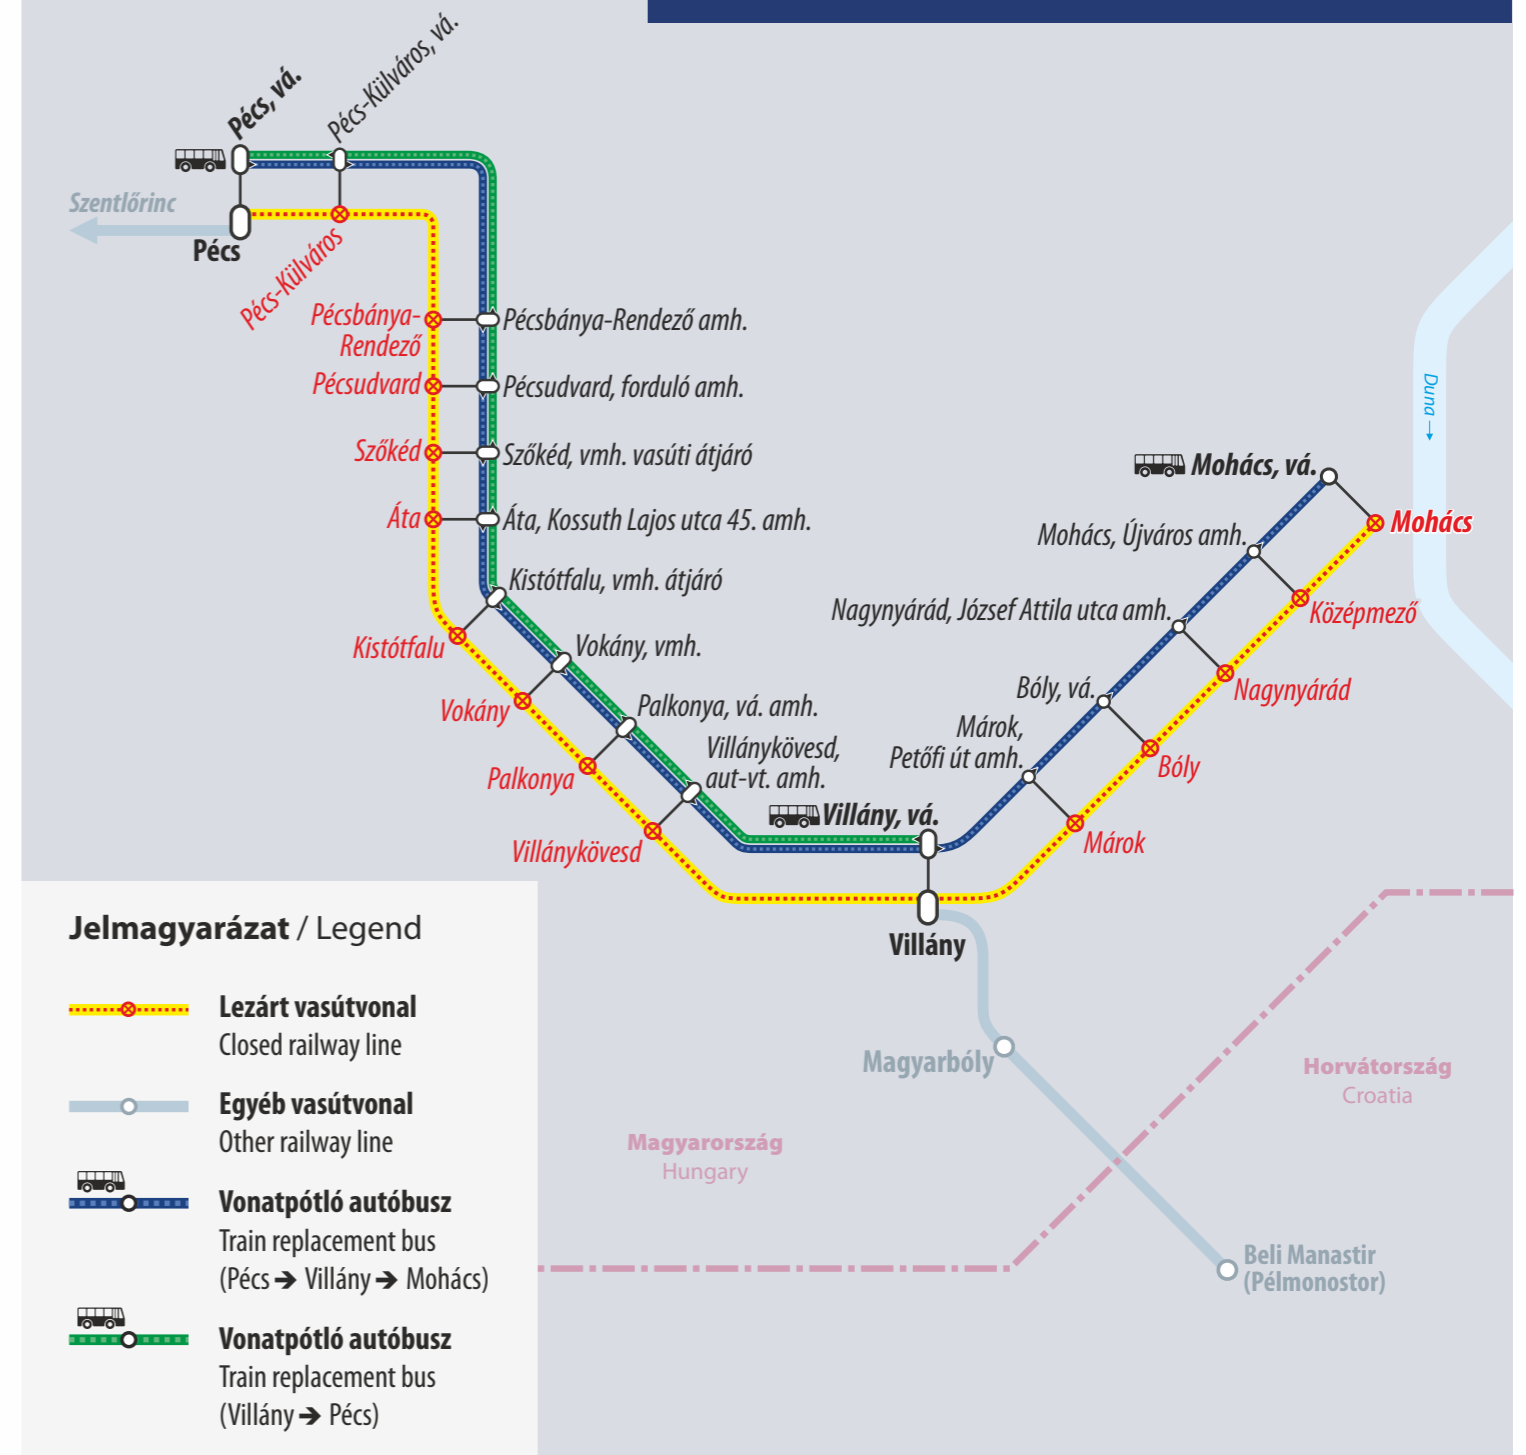 Pécs, vá.
Pécs-Külváros, vá.
Szentlőrinc
Pécs
Pécs-Külváros
Pécsbánya-
Rendező
Pécsbánya-Rendező amh.
Pécsudvard
Pécsudvard, forduló amh.
Szőkéd
Szőkéd, vmh. vasúti átjáró
Áta
Áta, Kossuth Lajos utca 45. amh.
Kistótfalu, vmh. átjáró
Kistótfalu
Vokány, vmh.
Vokány
Palkonya, vá. amh.
Palkonya
Villánykövesd,
aut-vt. amh.
Villánykövesd
Villány, vá.
Villány
Márok,
Petőfi út amh.
Márok
Bóly, vá.
Bóly
Nagynyárád, József Attila utca amh.
Nagynyárád
Mohács, Újváros amh.
Középmező
Mohács, vá.
Mohács
Duna →
Magyarbóly
Horvátország
Croatia
Magyarország
Hungary
Beli Manastir
(Pélmonostor)
Jelmagyarázat / Legend
Lezárt vasútvonal
Closed railway line
Egyéb vasútvonal
Other railway line
Vonatpótló autóbusz
Train replacement bus
(Pécs → Villány → Mohács)
Vonatpótló autóbusz
Train replacement bus
(Villány → Pécs)